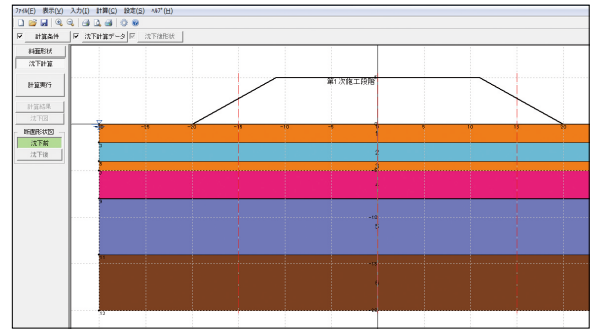 ファイル(F) 表示(V) 入力(I) 計算(C) 設定(S) ヘルプ(H)
計算条件 沈下計算データ 沈下後形状
斜面形状
沈下計算
計算実行
計算結果
沈下図
断面形状図
沈下前
沈下後
第1次施工段階
-15 -10 -5 5 10 15 20